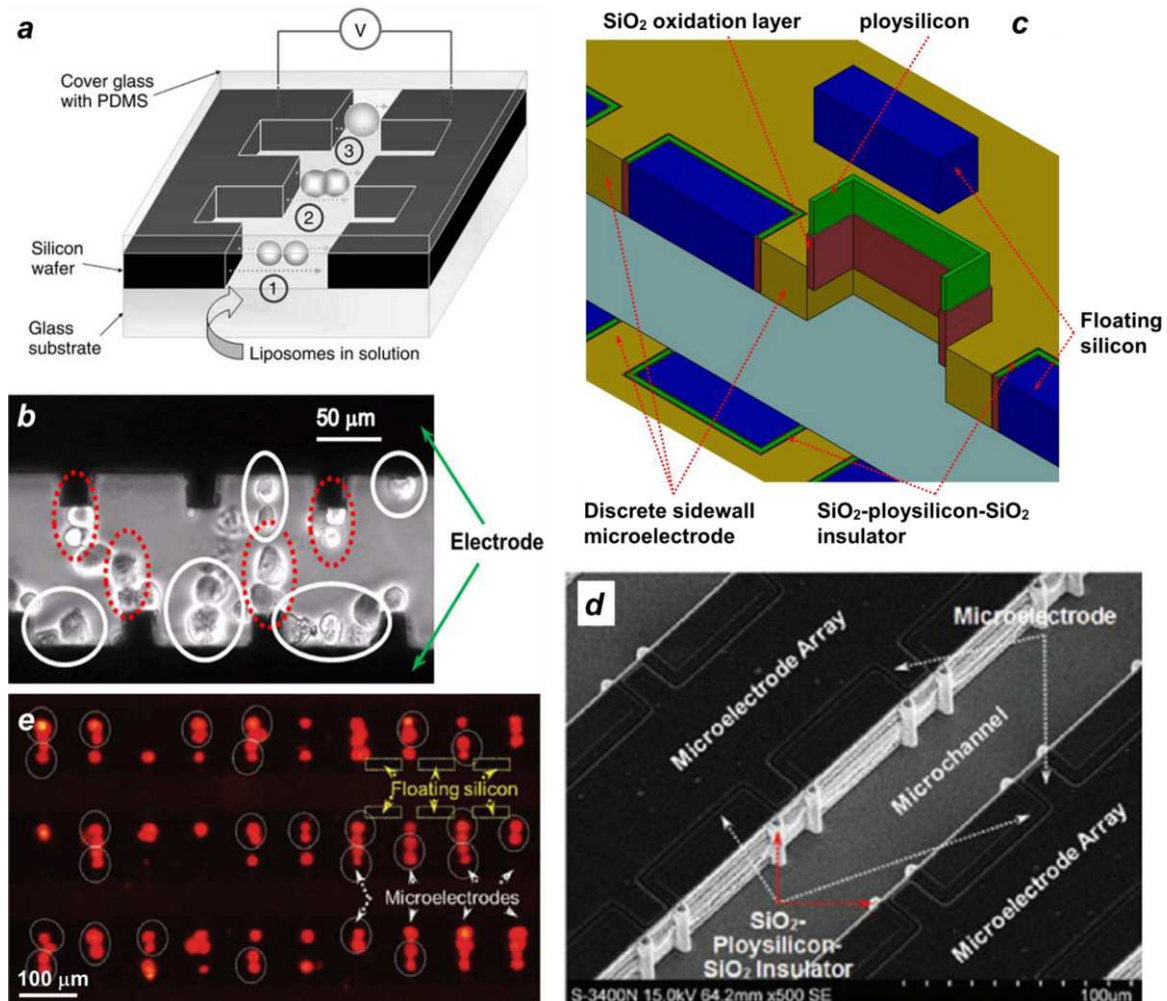 a
V
Cover glass
with PDMS
3
2
Silicon
wafer
1
Glass
substrate
Liposomes in solution
SiO₂ oxidation layer
ploysilicon
c
Floating
silicon
Discrete sidewall
microelectrode
SiO₂-ploysilicon-SiO₂
insulator
b
50 μm
Electrode
d
Microelectrode
Microelectrode Array
Microchannel
Microelectrode Array
SiO₂-
Ploysilicon-
SiO₂ Insulator
S-3400N 15.0kV 64.2mm x500 SE
100um
e
Floating silicon
Microelectrodes
100 μm